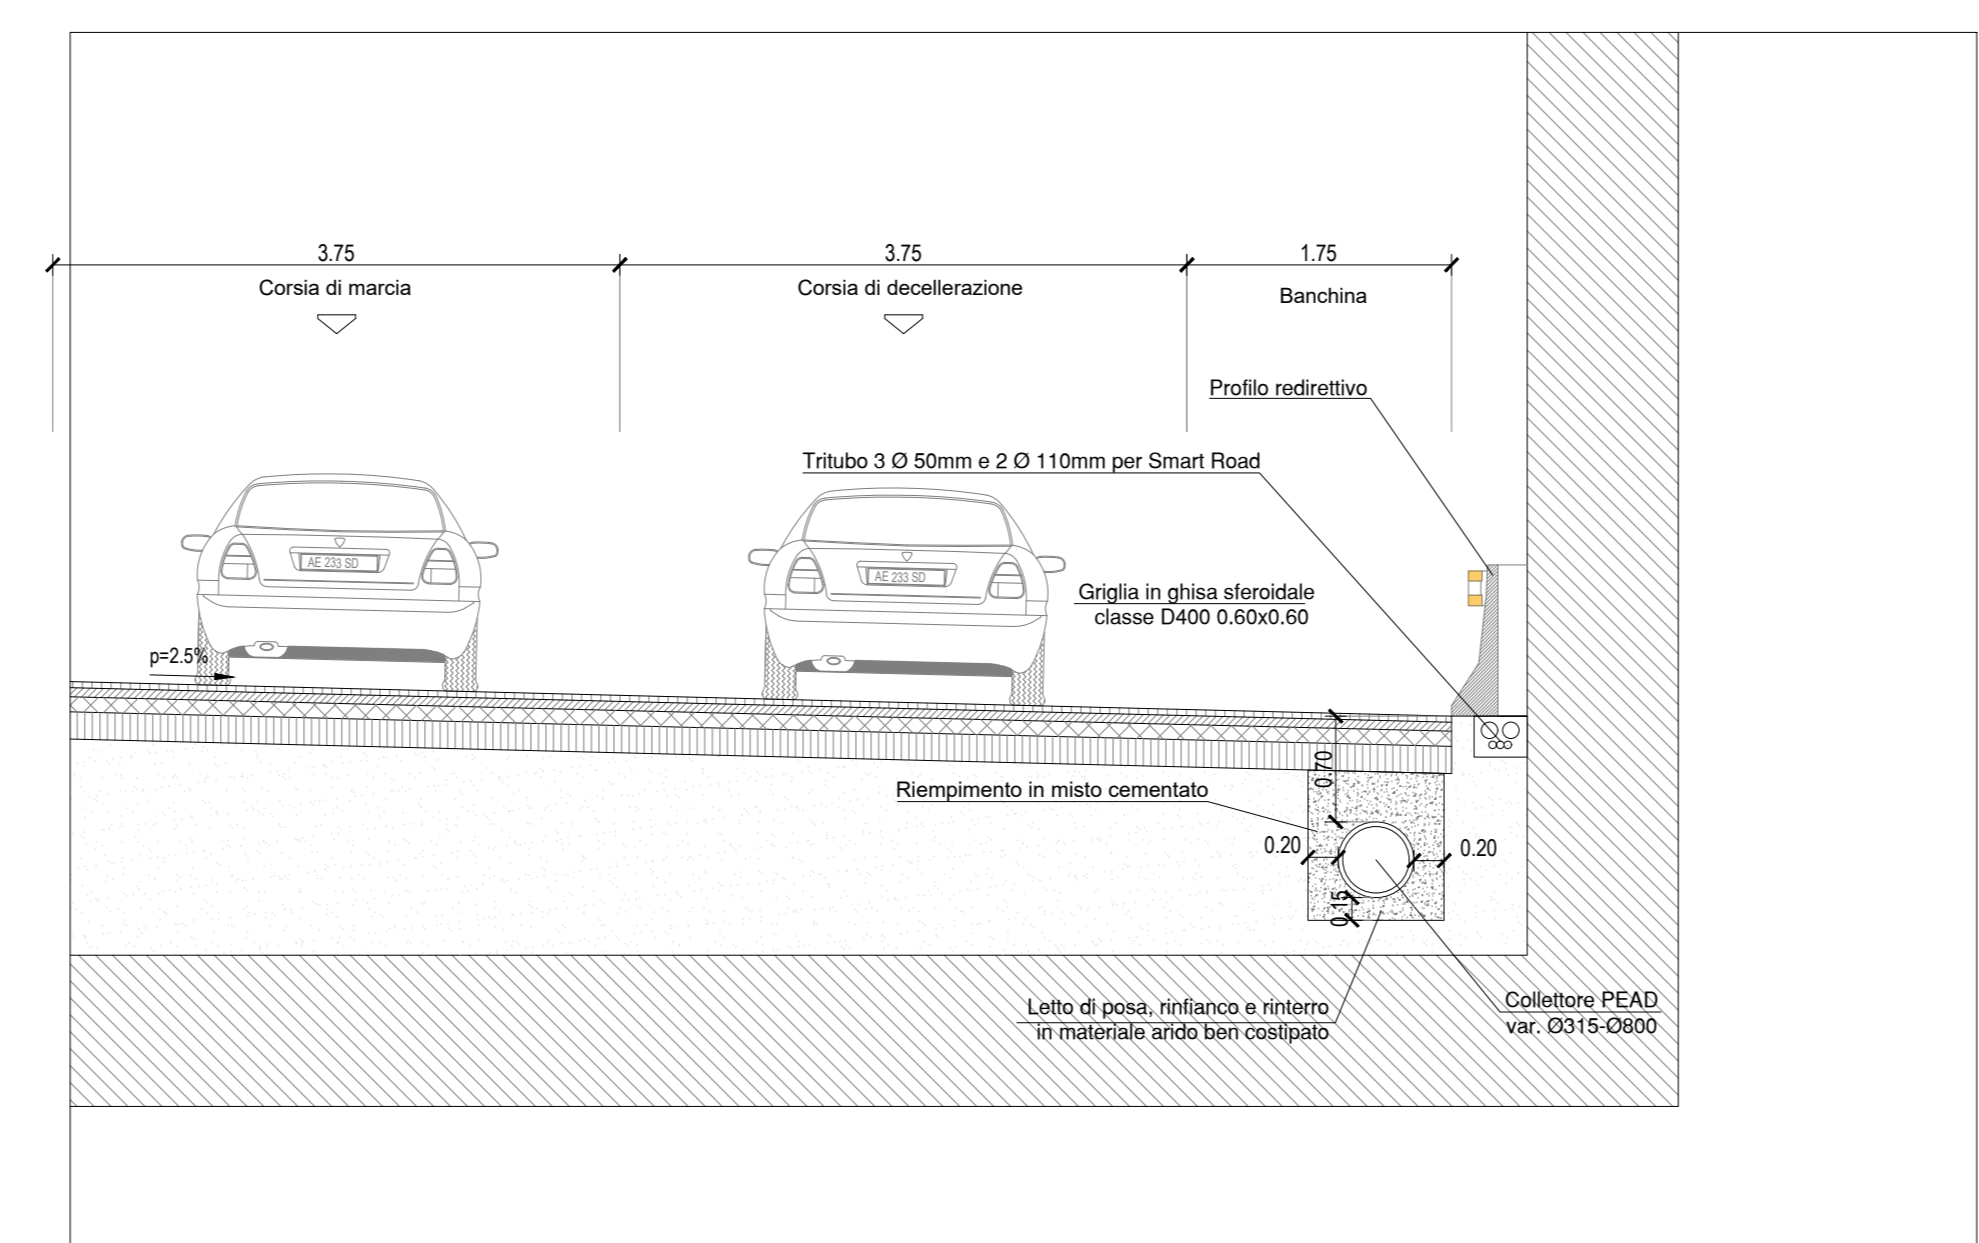 3.75
3.75
1.75
Corsia di marcia
Corsia di decellerazione
Banchina
Profilo redirettivo
Tritubo 3 Ø 50mm e 2 Ø 110mm per Smart Road
AE 233 SD
AE 233 SD
Griglia in ghisa sferoidale
classe D400 0.60x0.60
p=2.5%
0.70
Riempimento in misto cementato
0.20
0.20
0.15
Letto di posa, rinfianco e rinterro
in materiale arido ben costipato
Collettore PEAD
var. Ø315-Ø800